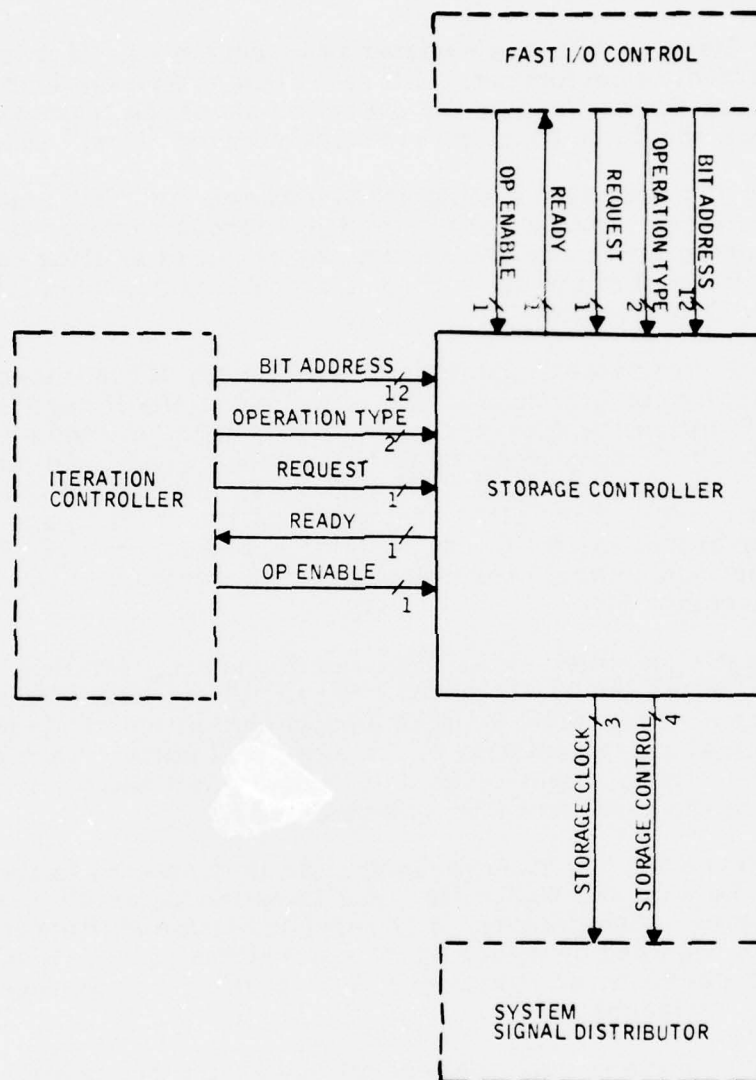 FAST I/O CONTROL
OP ENABLE
1
READY
1
REQUEST
1
OPERATION TYPE
2
BIT ADDRESS
12
ITERATION
CONTROLLER
BIT ADDRESS
12
OPERATION TYPE
2
REQUEST
1
READY
1
OP ENABLE
1
STORAGE CONTROLLER
STORAGE CLOCK
3
STORAGE CONTROL
4
SYSTEM
SIGNAL DISTRIBUTOR